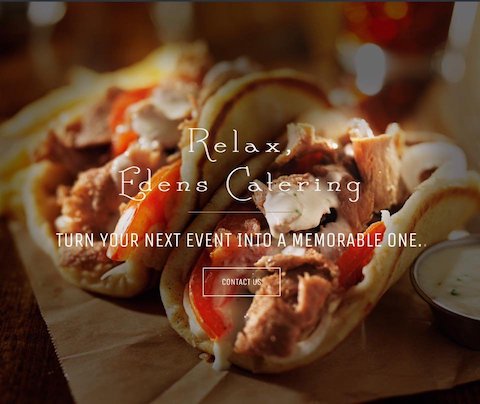 Relax,
Edens Catering
TURN YOUR NEXT EVENT INTO A MEMORABLE ONE..
CONTACT US